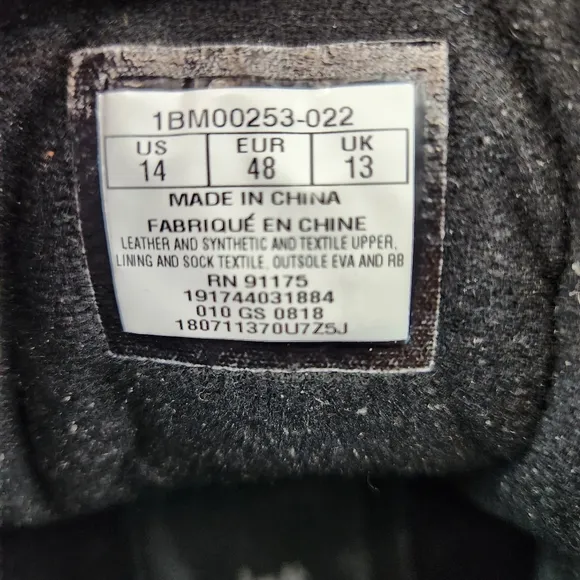 1BM00253-022
US EUR UK
14 48 13
MADE IN CHINA
FABRIQUÉ EN CHINE
LEATHER AND SYNTHETIC AND TEXTILE UPPER,
LINING AND SOCK TEXTILE, OUTSOLE EVA AND RB
RN 91175
191744031884
010 GS 0818
180711370U7Z5J